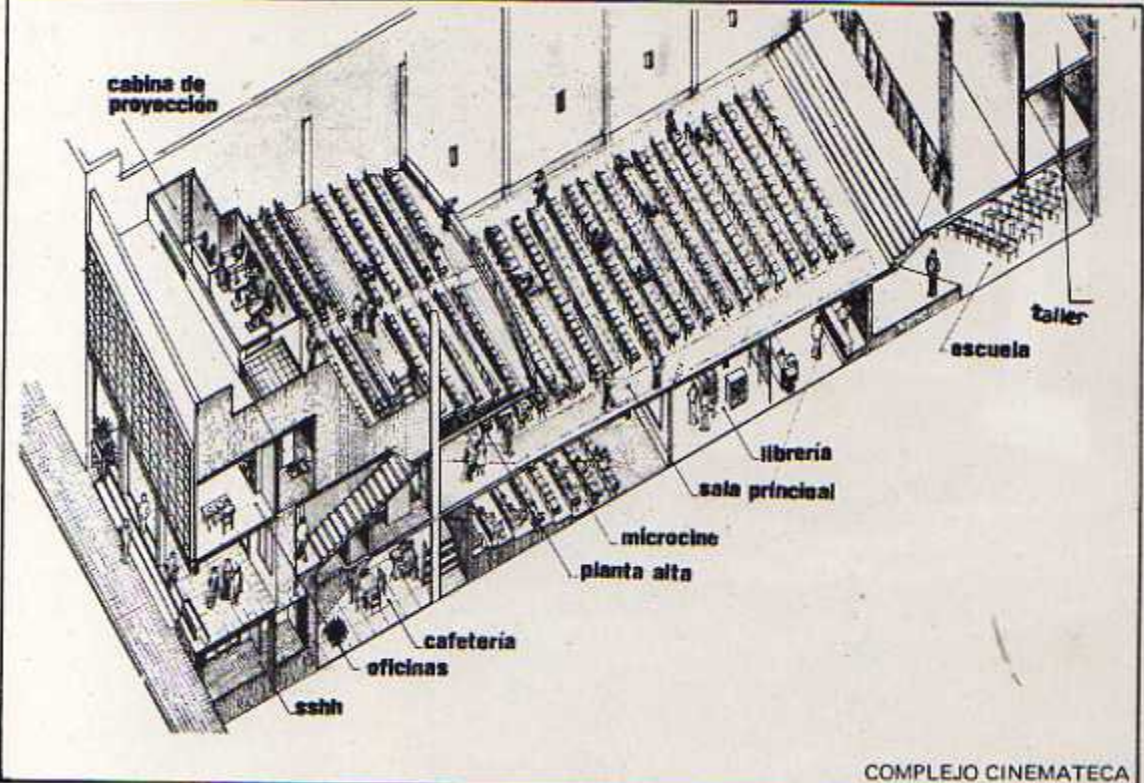 cabina de
proyección
taller
escuela
librería
sala principal
microcine
planta alta
cafetería
oficinas
sshh
COMPLEJO CINEMATECA